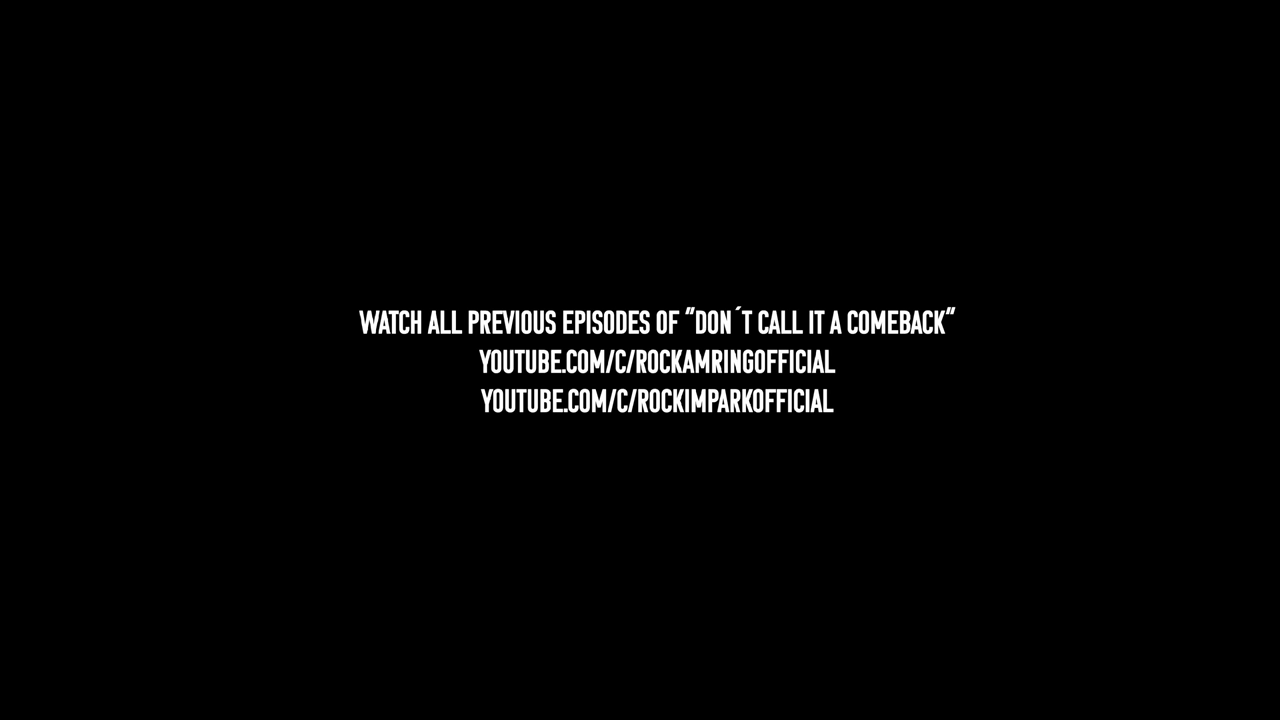 WATCH ALL PREVIOUS EPISODES OF "DON´T CALL IT A COMEBACK"
YOUTUBE.COM/C/ROCKAMRINGOFFICIAL
YOUTUBE.COM/C/ROCKIMPARKOFFICIAL